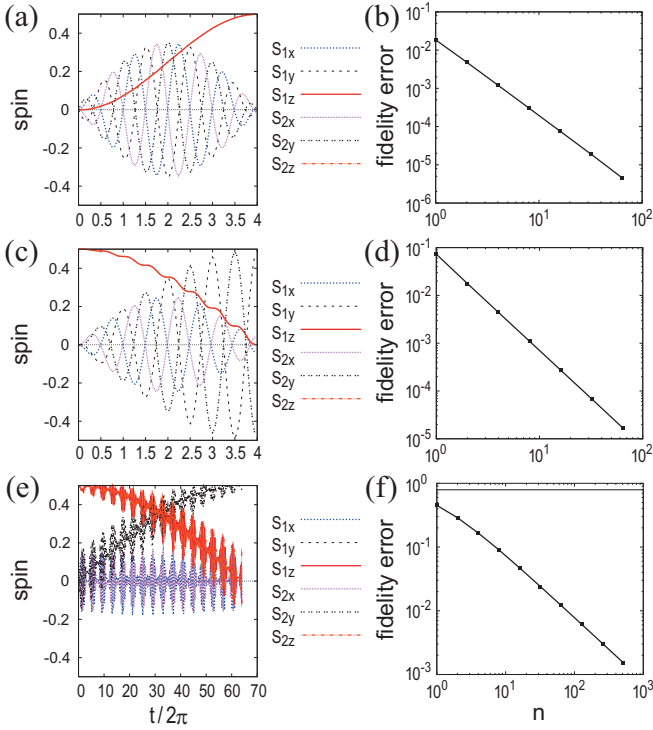 (a)
0.5
0.4
0.2
0
-0.2
-0.4
spin
0 0.5 1 1.5 2 2.5 3 3.5 4
S1x
S1y
S1z
S2x
S2y
S2z
(b)
10^-1
10^-2
10^-3
10^-4
10^-5
10^-6
fidelity error
10^0 10^1 10^2
(c)
0.4
0.2
0
-0.2
-0.4
spin
0 0.5 1 1.5 2 2.5 3 3.5 4
S1x
S1y
S1z
S2x
S2y
S2z
(d)
10^-1
10^-2
10^-3
10^-4
10^-5
fidelity error
10^0 10^1 10^2
(e)
0.5
0.4
0.2
0
-0.2
-0.4
spin
0 10 20 30 40 50 60 70
t/2π
S1x
S1y
S1z
S2x
S2y
S2z
(f)
10^0
10^-1
10^-2
10^-3
fidelity error
10^0 10^1 10^2 10^3
n